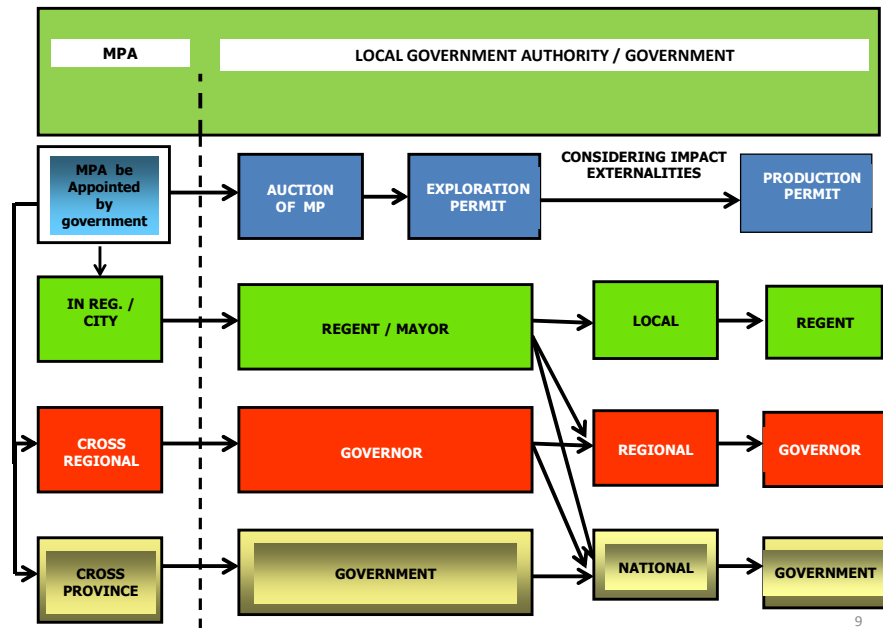 MPA
LOCAL GOVERNMENT AUTHORITY / GOVERNMENT
MPA be
Appointed
by
government
AUCTION
OF MP
EXPLORATION
PERMIT
CONSIDERING IMPACT
EXTERNALITIES
PRODUCTION
PERMIT
IN REG. /
CITY
REGENT / MAYOR
LOCAL
REGENT
CROSS
REGIONAL
GOVERNOR
REGIONAL
GOVERNOR
CROSS
PROVINCE
GOVERNMENT
NATIONAL
GOVERNMENT
9